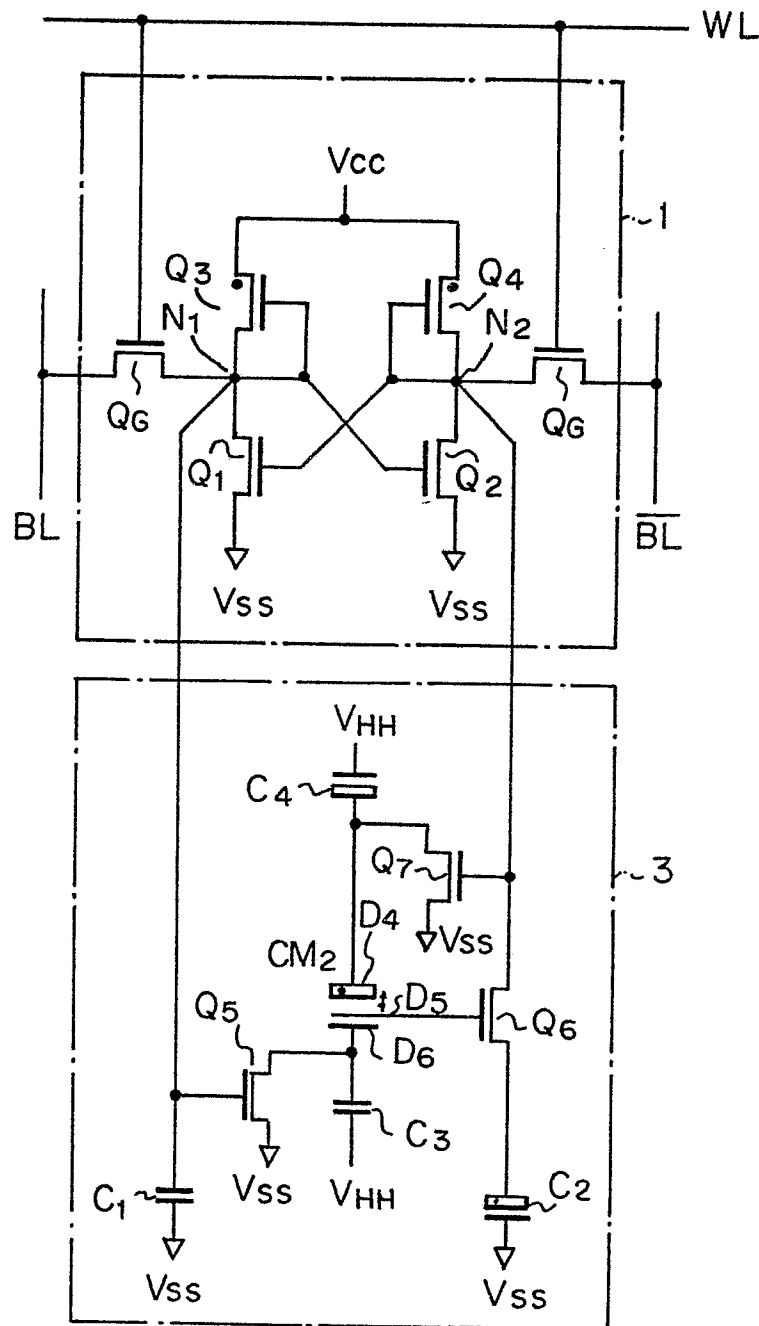 WL
Vcc
1
Q3
Q4
N1
N2
QG
QG
Q1
Q2
BL
B̅L̅
Vss
Vss
VHH
C4
Q7
3
D4
Vss
CM2
D5
Q5
Q6
D6
C3
Vss
VHH
C1
C2
Vss
Vss